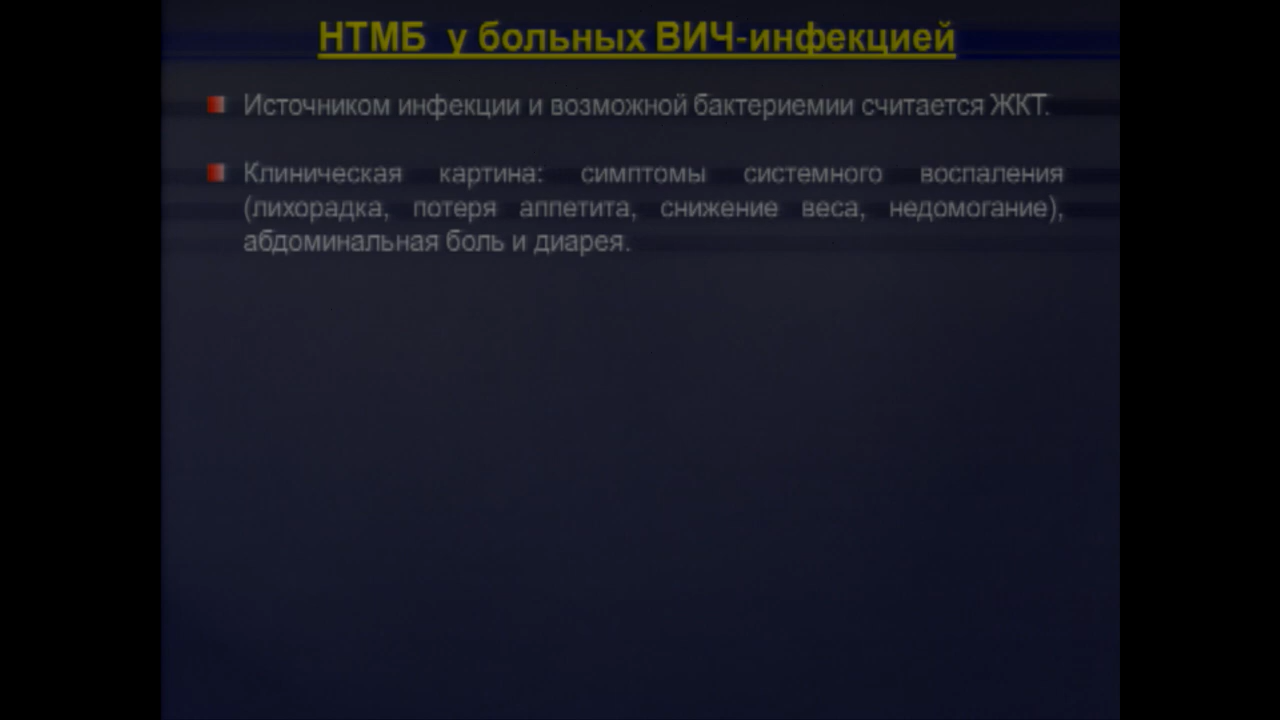 НТМБ у больных ВИЧ-инфекцией
Источником инфекции и возможной бактериемии считается ЖКТ.
Клиническая картина: симптомы системного воспаления
(лихорадка, потеря аппетита, снижение веса, недомогание),
абдоминальная боль и диарея.